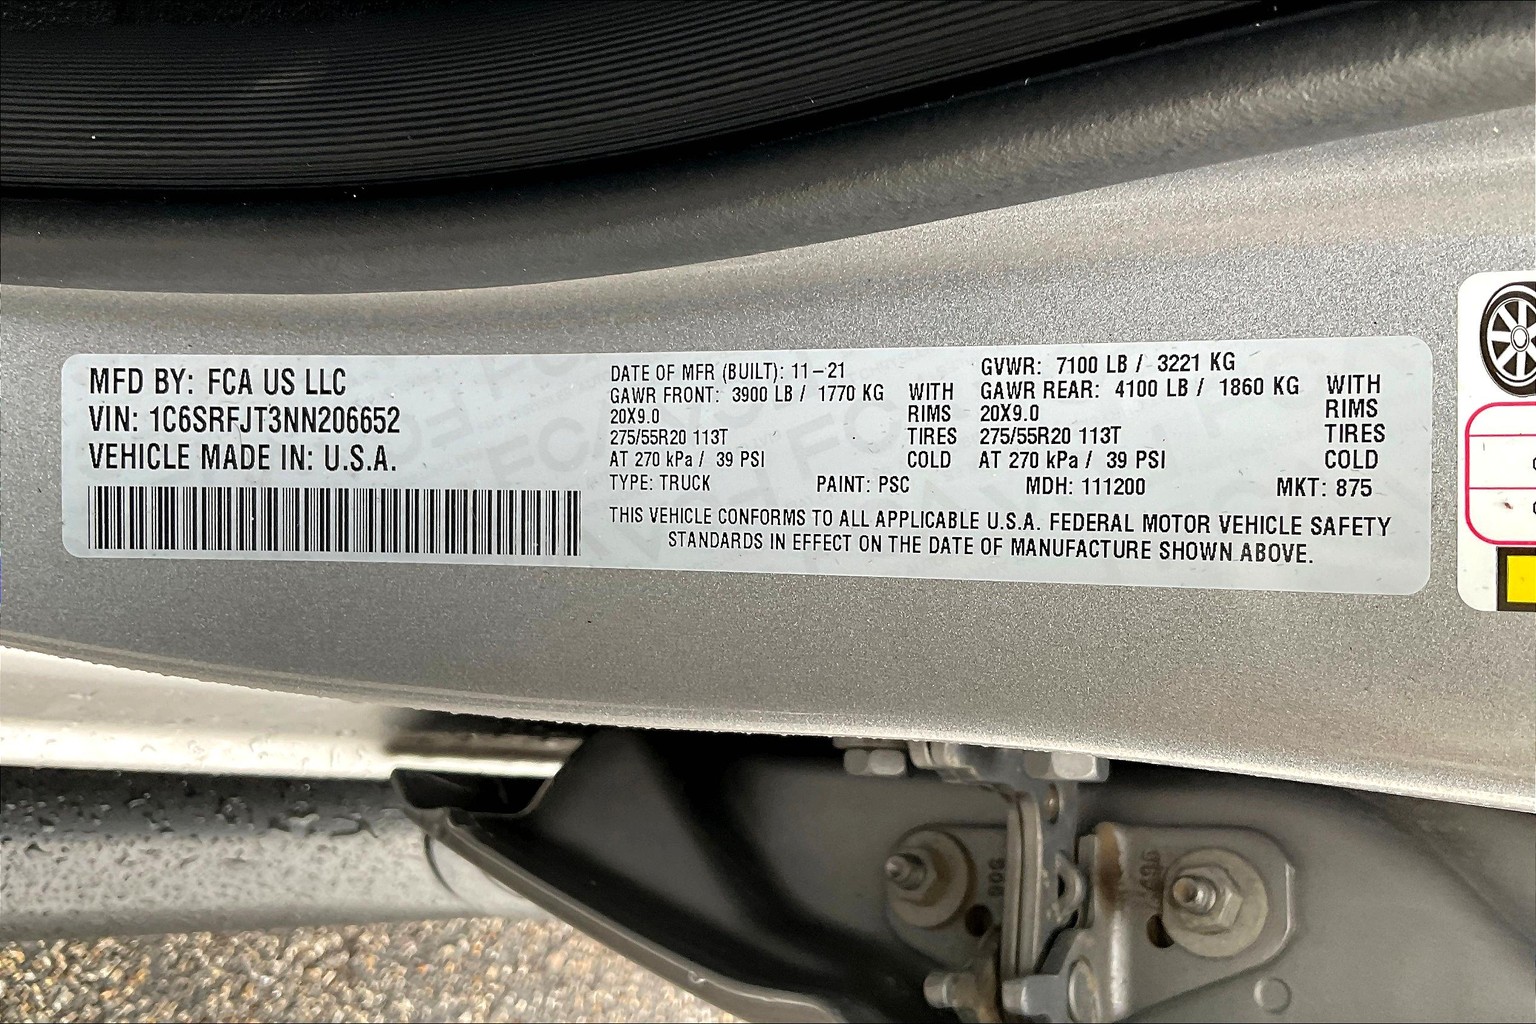 MFD BY: FCA US LLC
VIN: 1C6SRFJT3NN206652
VEHICLE MADE IN: U.S.A.
DATE OF MFR (BUILT): 11-21 GVWR: 7100 LB / 3221 KG
GAWR FRONT: 3900 LB / 1770 KG WITH GAWR REAR: 4100 LB / 1860 KG WITH
20X9.0 RIMS 20X9.0 RIMS
275/55R20 113T TIRES 275/55R20 113T TIRES
AT 270 kPa / 39 PSI COLD AT 270 kPa / 39 PSI COLD
TYPE: TRUCK PAINT: PSC MDH: 111200 MKT: 875
THIS VEHICLE CONFORMS TO ALL APPLICABLE U.S.A. FEDERAL MOTOR VEHICLE SAFETY
STANDARDS IN EFFECT ON THE DATE OF MANUFACTURE SHOWN ABOVE.